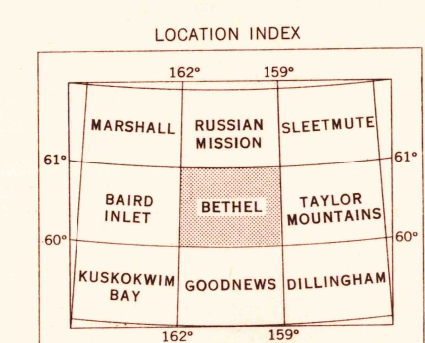 LOCATION INDEX
162° 159°
MARSHALL RUSSIAN MISSION SLEETMUTE
61° 61°
BAIRD INLET BETHEL TAYLOR MOUNTAINS
60° 60°
KUSKOKWIM BAY GOODNEWS DILLINGHAM
162° 159°